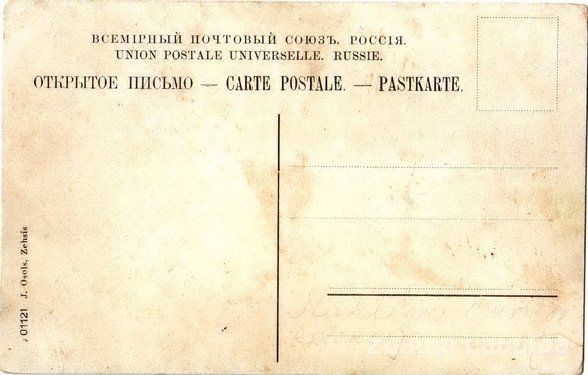 ВСЕМІРНЫЙ ПОЧТОВЫЙ СОЮЗЪ. РОССІЯ.
UNION POSTALE UNIVERSELLE. RUSSIE.
ОТКРЫТОЕ ПИСЬМО — CARTE POSTALE. — PASTKARTE.
01121 J. Osols, Zehsis